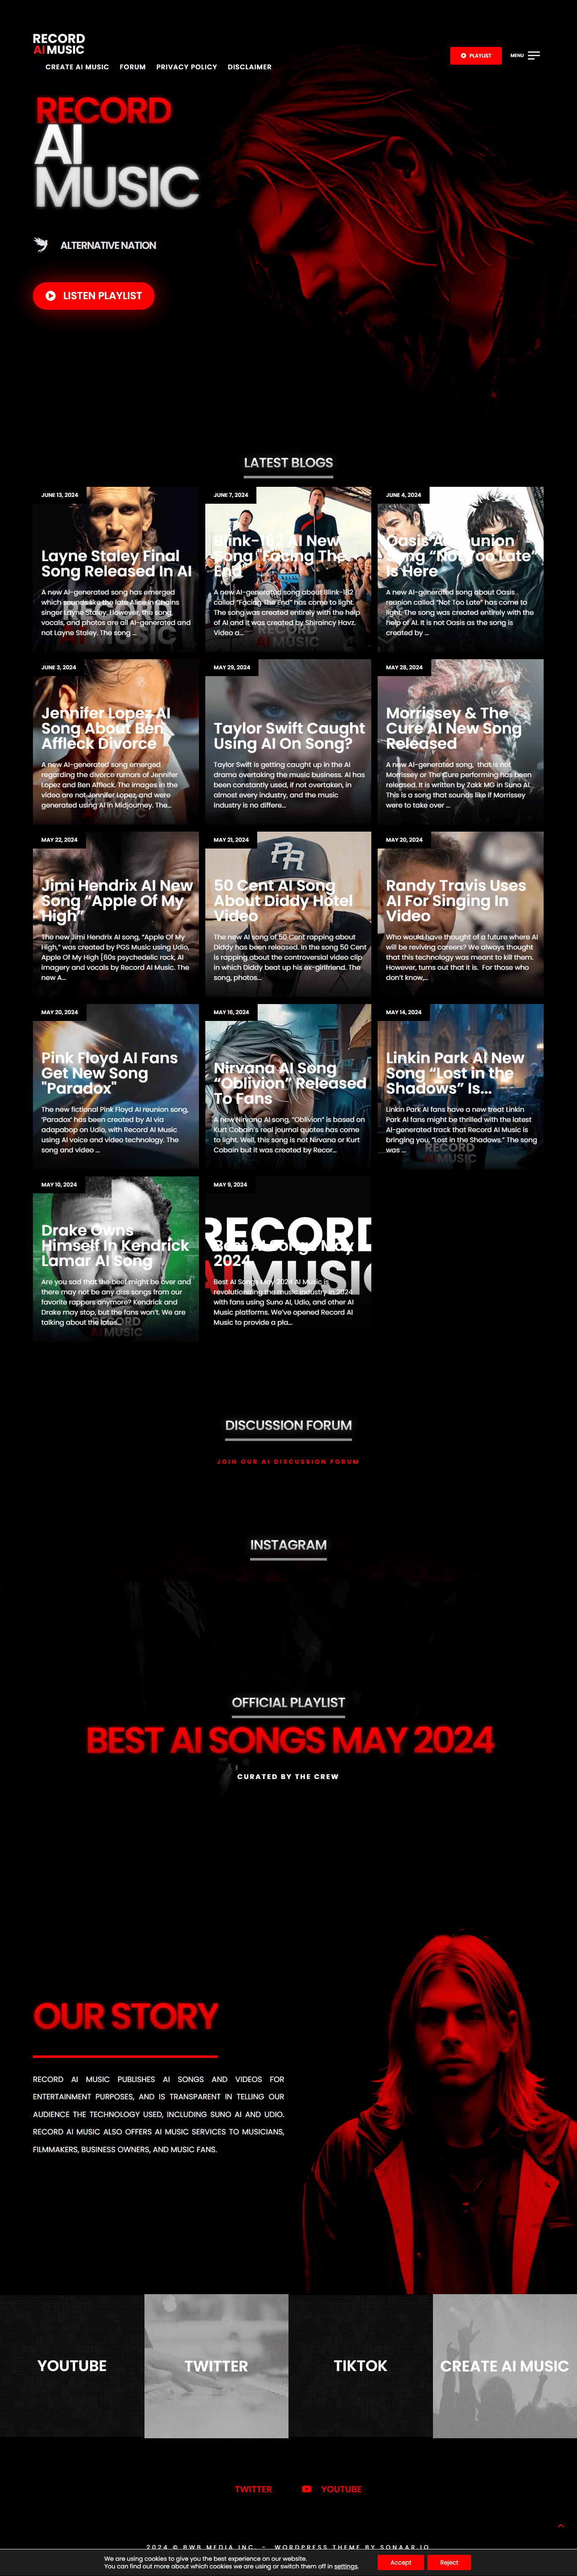 RECORD
AIMUSIC
PLAYLIST
MENU
CREATE AI MUSIC FORUM PRIVACY POLICY DISCLAIMER
RECORD
AI
MUSIC
ALTERNATIVE NATION
LISTEN PLAYLIST
LATEST BLOGS
JUNE 13, 2024
Layne Staley Final
Song Released In AI
A new AI-generated song has emerged
which sounds like the late Alice in Chains
singer Layne Staley. However, the song,
vocals, and photos are all AI-generated and
not Layne Staley. The song ...
JUNE 7, 2024
Blink-182 AI New
Song "Facing The
End"
A new AI-generated song about Blink-182
called "Facing The End" has come to light.
The song was created entirely with the help
of AI and it was created by Shiraincy Havz.
Video a...
JUNE 4, 2024
Oasis AI Reunion
Song “Not Too Late”
Is Here
A new AI-generated song about Oasis
reunion called "Not Too Late" has come to
light. The song was created entirely with the
help of AI. It is not Oasis as the song is
created by ...
JUNE 3, 2024
Jennifer Lopez AI
Song About Ben
Affleck Divorce
A new AI-generated song emerged
regarding the divorce rumors of Jennifer
Lopez and Ben Affleck. The images in the
video are not Jennifer Lopez, and were
generated using AI in Midjourney. The...
MAY 29, 2024
Taylor Swift Caught
Using AI On Song?
Taylor Swift is getting caught up in the AI
drama overtaking the music business. AI has
been constantly used, if not overtaken, in
almost every industry, and the music
industry is no differe...
MAY 28, 2024
Morrissey & The
Cure AI New Song
Released
A new AI-generated song, that is not
Morrissey or The Cure performing has been
released. It is written by Zakk MG in Suno AI.
This is a song that sounds like if Morrissey
were to take over ...
MAY 22, 2024
Jimi Hendrix AI New
Song “Apple Of My
High”
The new Jimi Hendrix AI song, “Apple Of My
High,” was created by PGS Music using Udio,
Apple Of My High [60s psychedelic rock, AI
imagery and vocals by Record AI Music. The
new A...
MAY 21, 2024
50 Cent AI Song
About Diddy Hotel
Video
The new AI song of 50 Cent rapping about
Diddy has been released. In the song 50 Cent
is rapping about the controversial video clip
in which Diddy beat up his ex-girlfriend. The
song, photos...
MAY 20, 2024
Randy Travis Uses
AI For Singing In
Video
Who would have thought of a future where AI
will be reviving careers? We always thought
that this technology was meant to kill them.
However, turns out that it is. For those who
don't know,...
MAY 20, 2024
Pink Floyd AI Fans
Get New Song
"Paradox"
The new fictional Pink Floyd AI reunion song,
'Paradox' has been created by AI via
adapabop on Udio, with Record AI Music
using AI voice and video technology. The
song and video ...
MAY 16, 2024
Nirvana AI Song
“Oblivion” Released
To Fans
A new Nirvana AI song, “Oblivion” is based on
Kurt Cobain's real journal quotes has come
to light. Well, this song is not Nirvana or Kurt
Cobain but it was created by Recor...
MAY 14, 2024
Linkin Park AI New
Song “Lost in the
Shadows” Is...
Linkin Park AI fans have a new treat Linkin
Park AI fans might be thrilled with the latest
AI-generated track that Record AI Music is
bringing you, “Lost in the Shadows.” The song
was ...
MAY 10, 2024
Drake Owns
Himself In Kendrick
Lamar AI Song
Are you sad that the beef might be over and
there may not be any diss songs from our
favorite rappers anymore? Kendrick and
Drake may stop, but the fans won't. We are
talking about the lates...
MAY 9, 2024
Best AI Songs May
2024
Best AI Songs May 2024 AI Music is
revolutionizing the music industry in 2024
with fans using Suno AI, Udio, and other AI
Music platforms. We've opened Record AI
Music to provide a pla...
DISCUSSION FORUM
JOIN OUR AI DISCUSSION FORUM
INSTAGRAM
OFFICIAL PLAYLIST
BEST AI SONGS MAY 2024
CURATED BY THE CREW
OUR STORY
RECORD AI MUSIC PUBLISHES AI SONGS AND VIDEOS FOR
ENTERTAINMENT PURPOSES, AND IS TRANSPARENT IN TELLING OUR
AUDIENCE THE TECHNOLOGY USED, INCLUDING SUNO AI AND UDIO.
RECORD AI MUSIC ALSO OFFERS AI MUSIC SERVICES TO MUSICIANS,
FILMMAKERS, BUSINESS OWNERS, AND MUSIC FANS.
YOUTUBE
TWITTER
TIKTOK
CREATE AI MUSIC
TWITTER
YOUTUBE
2024 © BWB MEDIA INC. - WORDPRESS THEME BY SONAAR.IO
We are using cookies to give you the best experience on our website.
You can find out more about which cookies we are using or switch them off in settings.
Accept
Reject